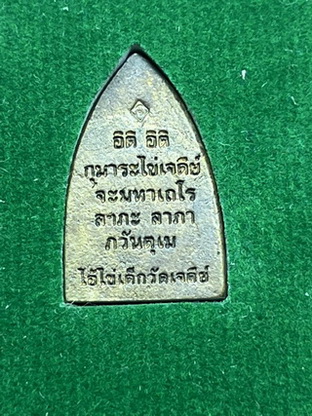 อิติ อิติ
กุมาระไข่เจดีย์
จะมหาเถโร
ลาภะ ลาภา
ภวันตุเม
ไอ้ไข่เด็กวัดเจดีย์